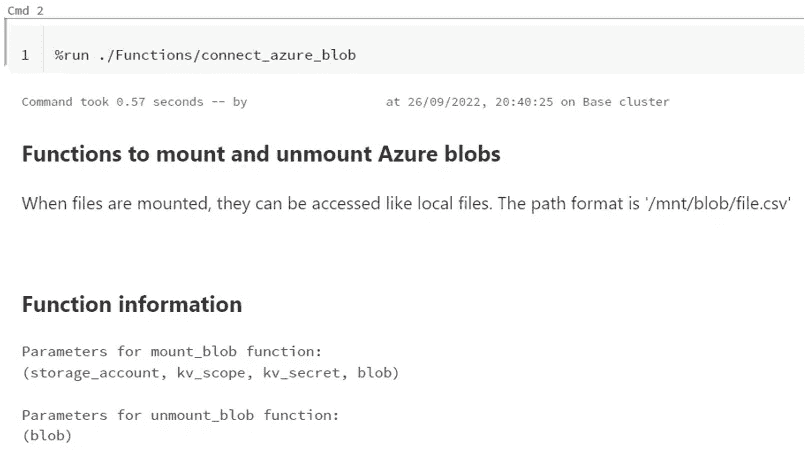 Cmd 2
1 %run ./Functions/connect_azure_blob
Command took 0.57 seconds -- by at 26/09/2022, 20:40:25 on Base cluster
Functions to mount and unmount Azure blobs
When files are mounted, they can be accessed like local files. The path format is '/mnt/blob/file.csv'
Function information
Parameters for mount_blob function:
(storage_account, kv_scope, kv_secret, blob)
Parameters for unmount_blob function:
(blob)